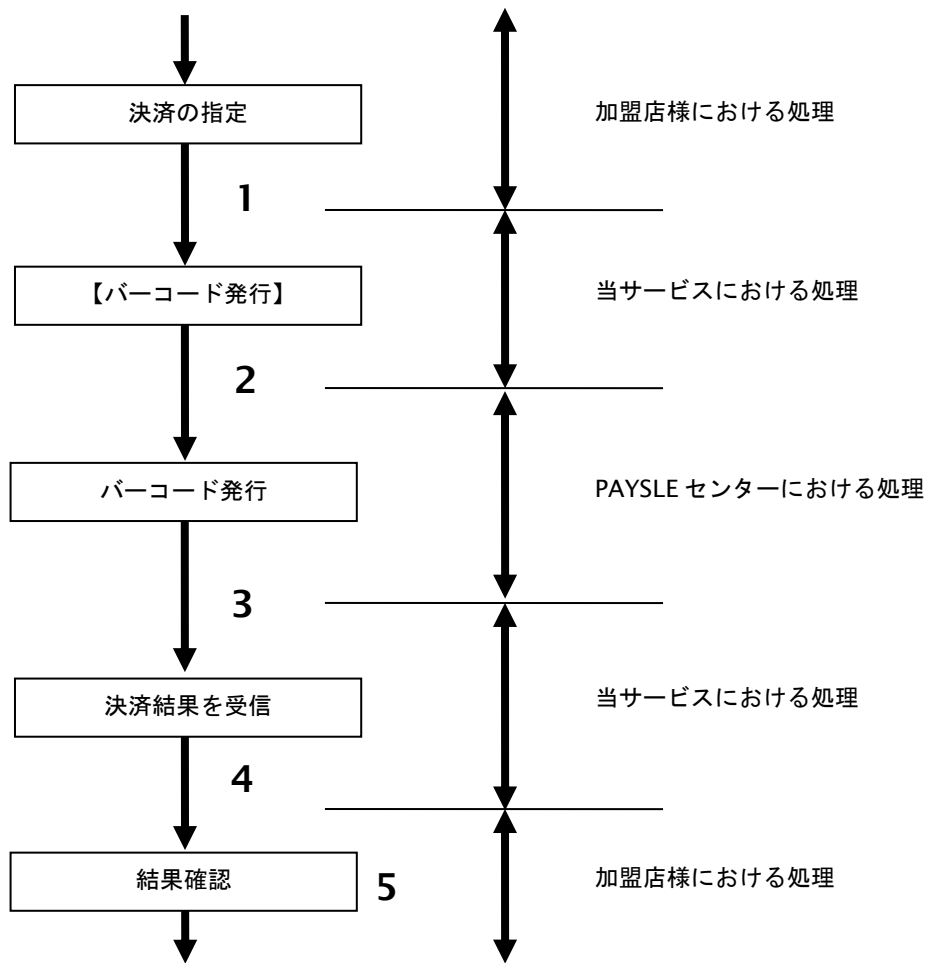 決済の指定
加盟店様における処理
1
【バーコード発行】
当サービスにおける処理
2
バーコード発行
PAYSLE センターにおける処理
3
決済結果を受信
当サービスにおける処理
4
結果確認
5
加盟店様における処理